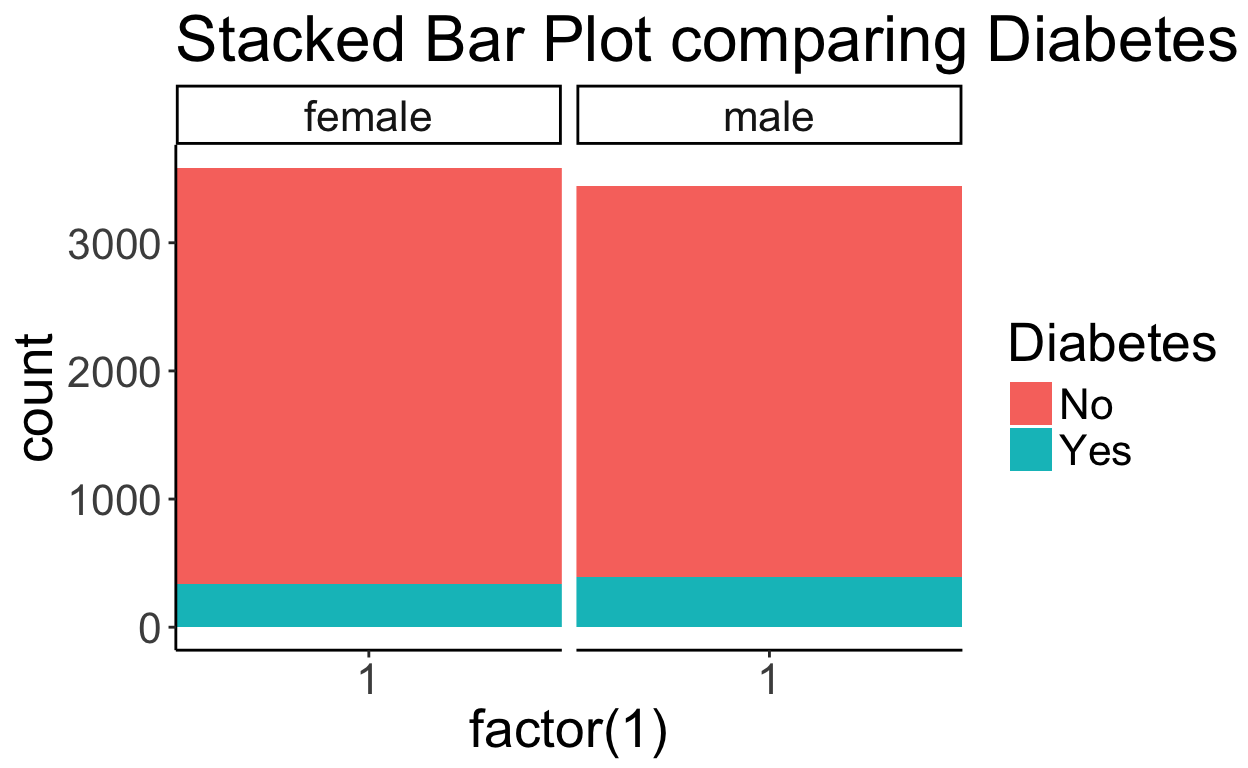 Stacked Bar Plot comparing Diabetes
female
male
3000
2000
1000
0
count
1
1
factor(1)
Diabetes
No
Yes